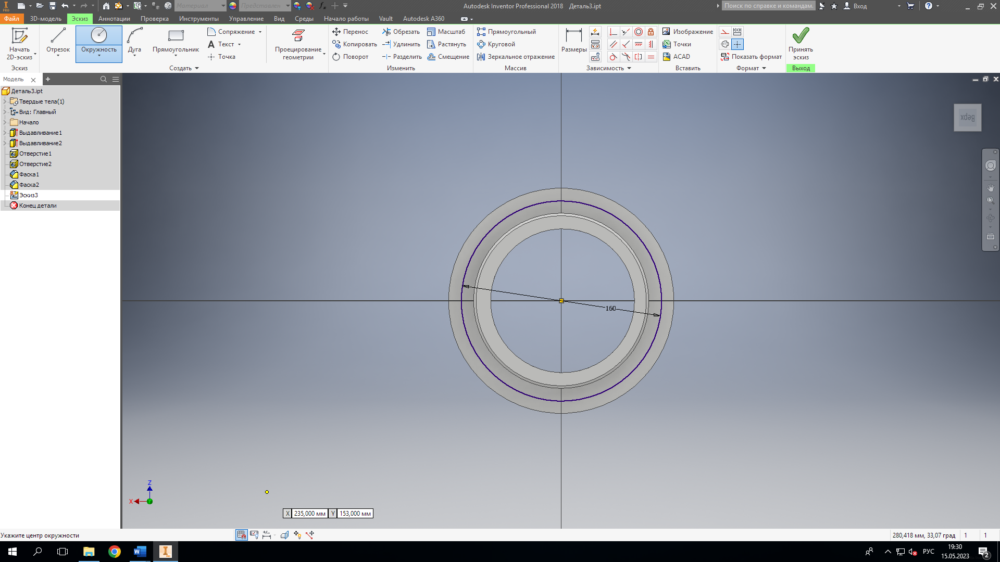 Материал
Представлен
Autodesk Inventor Professional 2018 Деталь3.ipt
Поиск по справке и командам.
Вход
PRO
Файл 3D-модель Эскиз Аннотации Проверка Инструменты Управление Вид Среды Начало работы Vault Autodesk A360
Начать
2D-эскиз
Эскиз
Отрезок
Окружность
Дуга
Прямоугольник
Сопряжение
Текст
Точка
Создать
Проецирование
геометрии
Перенос
Копировать
Поворот
Обрезать
Удлинить
Разделить
Масштаб
Растянуть
Смещение
Изменить
Прямоугольный
Круговой
Зеркальное отражение
Массив
Размеры
Зависимость
Изображение
Точки
ACAD
Вставить
Показать формат
Формат
Принять
эскиз
Выход
Модель
Деталь3.ipt
Твердые тела(1)
Вид: Главный
Начало
Выдавливание1
Выдавливание2
Отверстие1
Отверстие2
Фаска1
Фаска2
Эскиз3
Конец детали
Верх
160
Z
X
X 235,000 мм Y 153,000 мм
Укажите центр окружности
280,418 мм, 33,07 град 1 1
РУС
19:30
15.05.2023
2